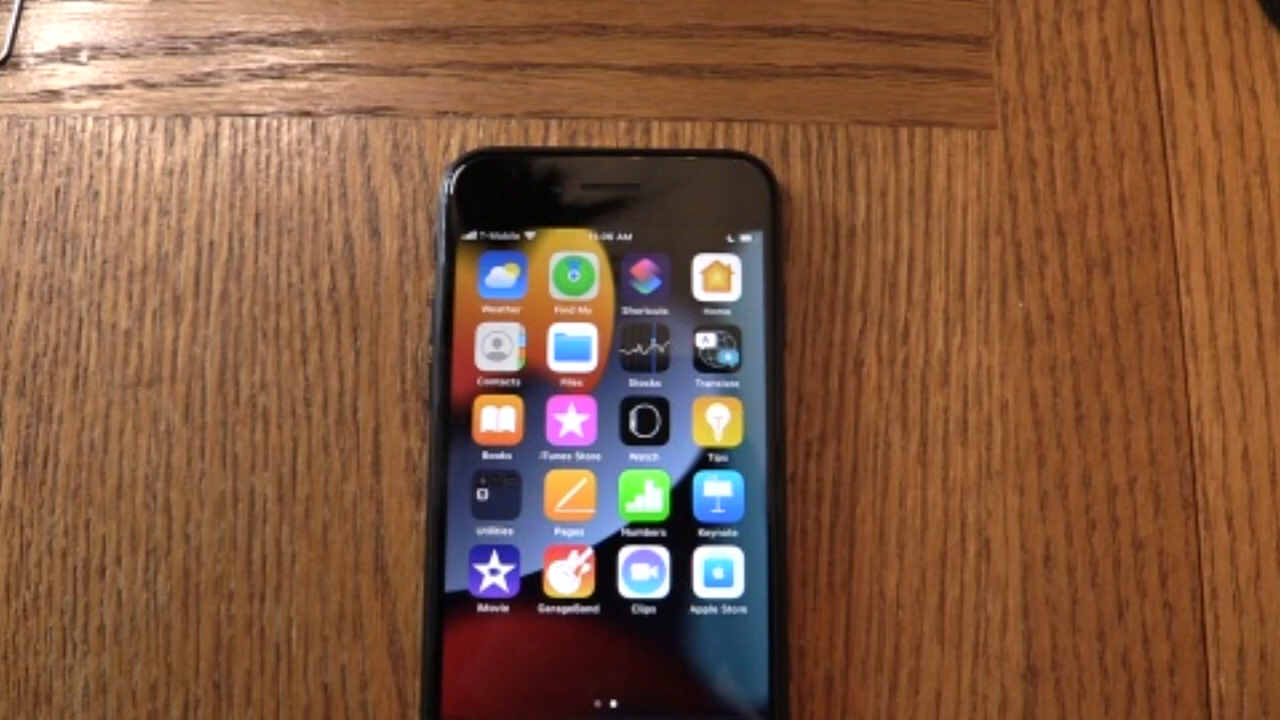 T-Mobile 11:06 AM
Weather Find My Shortcuts Home
Contacts Files Stocks Translate
Books iTunes Store Watch Tips
Utilities Pages Numbers Keynote
iMovie GarageBand Clips Apple Store